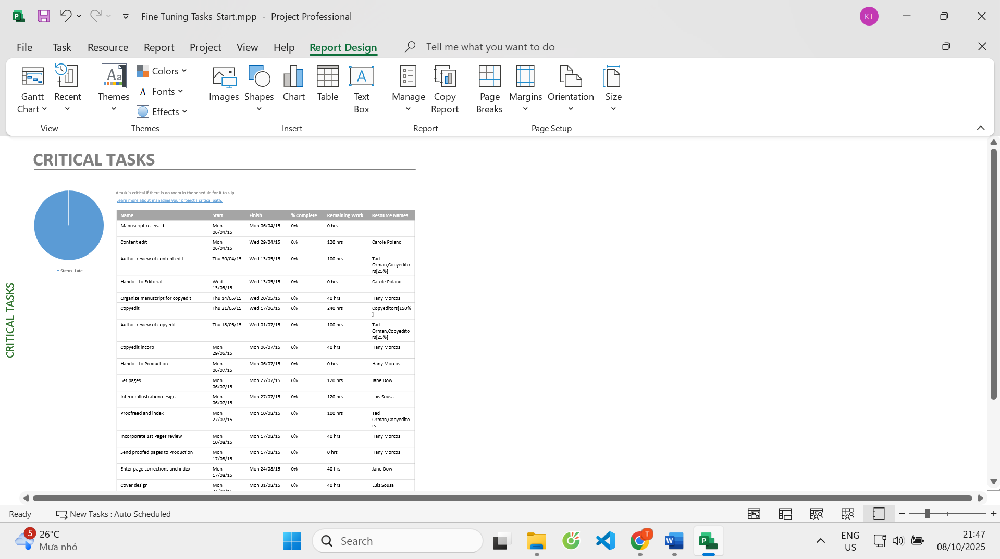 Fine Tuning Tasks_Start.mpp - Project Professional
KT
File Task Resource Report Project View Help Report Design Tell me what you want to do
Gantt Chart
Recent
Themes
Colors
Fonts
Effects
Images
Shapes
Chart
Table
Text Box
Manage
Copy Report
Page Breaks
Margins
Orientation
Size
View Themes Insert Report Page Setup
CRITICAL TASKS
A task is critical if there is no room in the schedule for it to slip.
Learn more about managing your project's critical path.
Status: Late
CRITICAL TASKS
Name Start Finish % Complete Remaining Work Resource Names
Manuscript received Mon 06/04/15 Mon 06/04/15 0% 0 hrs
Content edit Mon 06/04/15 Wed 29/04/15 0% 120 hrs Carole Poland
Author review of content edit Thu 30/04/15 Wed 13/05/15 0% 100 hrs Tad Orman,Copyeditors[25%]
Handoff to Editorial Wed 13/05/15 Wed 13/05/15 0% 0 hrs Carole Poland
Organize manuscript for copyedit Thu 14/05/15 Wed 20/05/15 0% 40 hrs Hany Morcos
Copyedit Thu 21/05/15 Wed 17/06/15 0% 240 hrs Copyeditors[150%]
Author review of copyedit Thu 18/06/15 Wed 01/07/15 0% 100 hrs Tad Orman,Copyeditors[25%]
Copyedit incorp Mon 29/06/15 Mon 06/07/15 0% 40 hrs Hany Morcos
Handoff to Production Mon 06/07/15 Mon 06/07/15 0% 0 hrs Hany Morcos
Set pages Mon 06/07/15 Mon 27/07/15 0% 120 hrs Jane Dow
Interior illustration design Mon 06/07/15 Mon 27/07/15 0% 120 hrs Luis Sousa
Proofread and index Mon 27/07/15 Mon 10/08/15 0% 100 hrs Tad Orman,Copyeditors
Incorporate 1st Pages review Mon 10/08/15 Mon 17/08/15 0% 40 hrs Hany Morcos
Send proofed pages to Production Mon 17/08/15 Mon 17/08/15 0% 0 hrs Hany Morcos
Enter page corrections and index Mon 17/08/15 Mon 24/08/15 0% 40 hrs Jane Dow
Cover design Mon 24/08/15 Mon 31/08/15 0% 40 hrs Luis Sousa
Ready New Tasks : Auto Scheduled
5
26°C
Mưa nhỏ
Search
T
ENG
US
21:47
08/10/2025